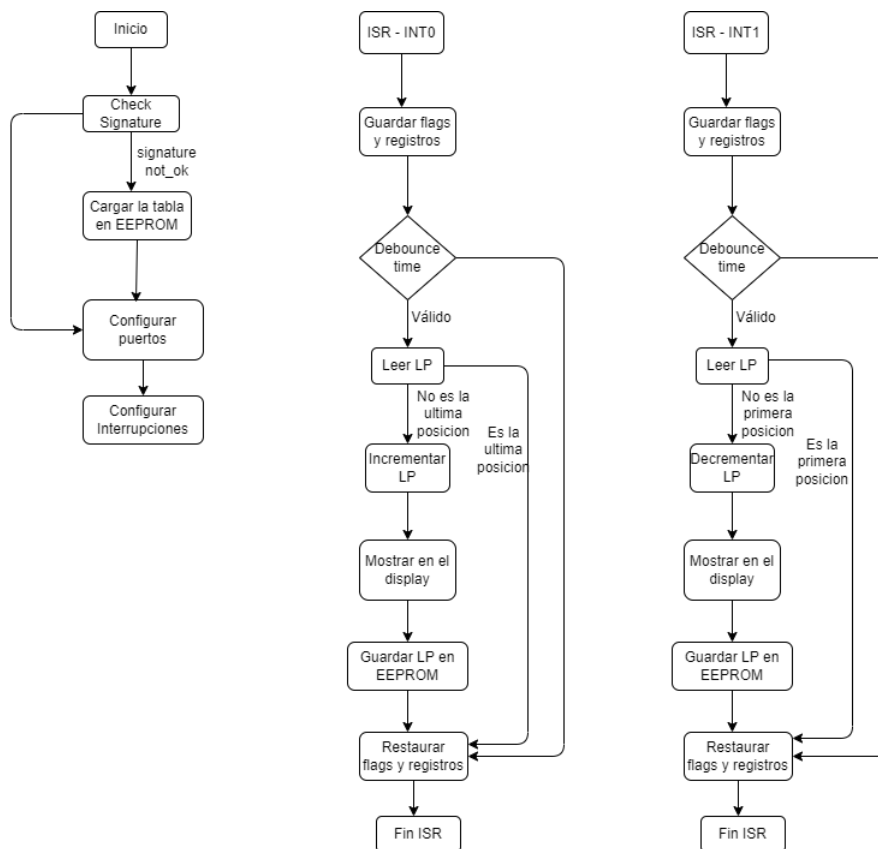 Inicio
Check
Signature
signature
not_ok
Cargar la tabla
en EEPROM
Configurar
puertos
Configurar
Interrupciones
ISR - INT0
Guardar flags
y registros
Debounce
time
Válido
Leer LP
No es la
ultima
posicion
Es la
ultima
posicion
Incrementar
LP
Mostrar en el
display
Guardar LP en
EEPROM
Restaurar
flags y registros
Fin ISR
ISR - INT1
Guardar flags
y registros
Debounce
time
Válido
Leer LP
No es la
primera
posicion
Es la
primera
posicion
Decrementar
LP
Mostrar en el
display
Guardar LP en
EEPROM
Restaurar
flags y registros
Fin ISR